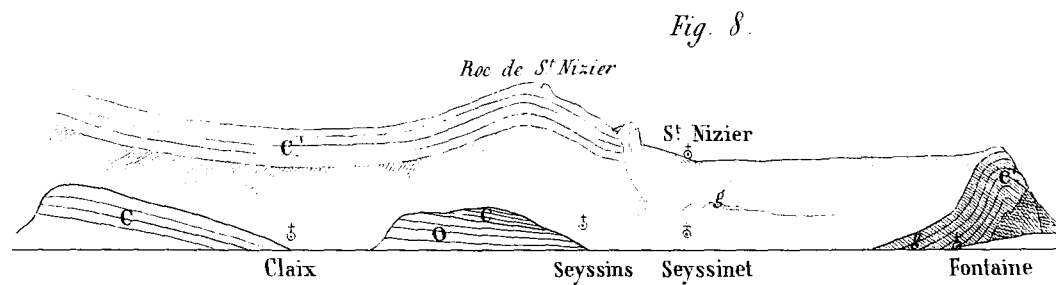 Fig. 8.
Roc de Sᵗ Nizier
Sᵗ Nizier
C'
C'
g
C
O
C
g
g
Claix
Seyssins
Seyssinet
Fontaine